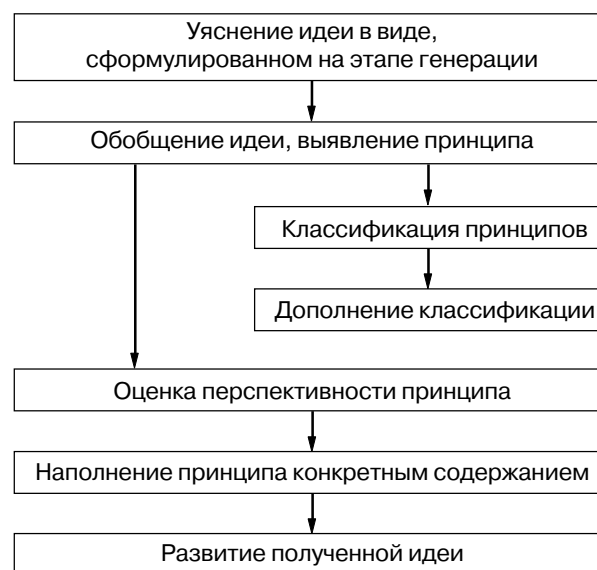 Уяснение идеи в виде,
сформулированном на этапе генерации
Обобщение идеи, выявление принципа
Классификация принципов
Дополнение классификации
Оценка перспективности принципа
Наполнение принципа конкретным содержанием
Развитие полученной идеи